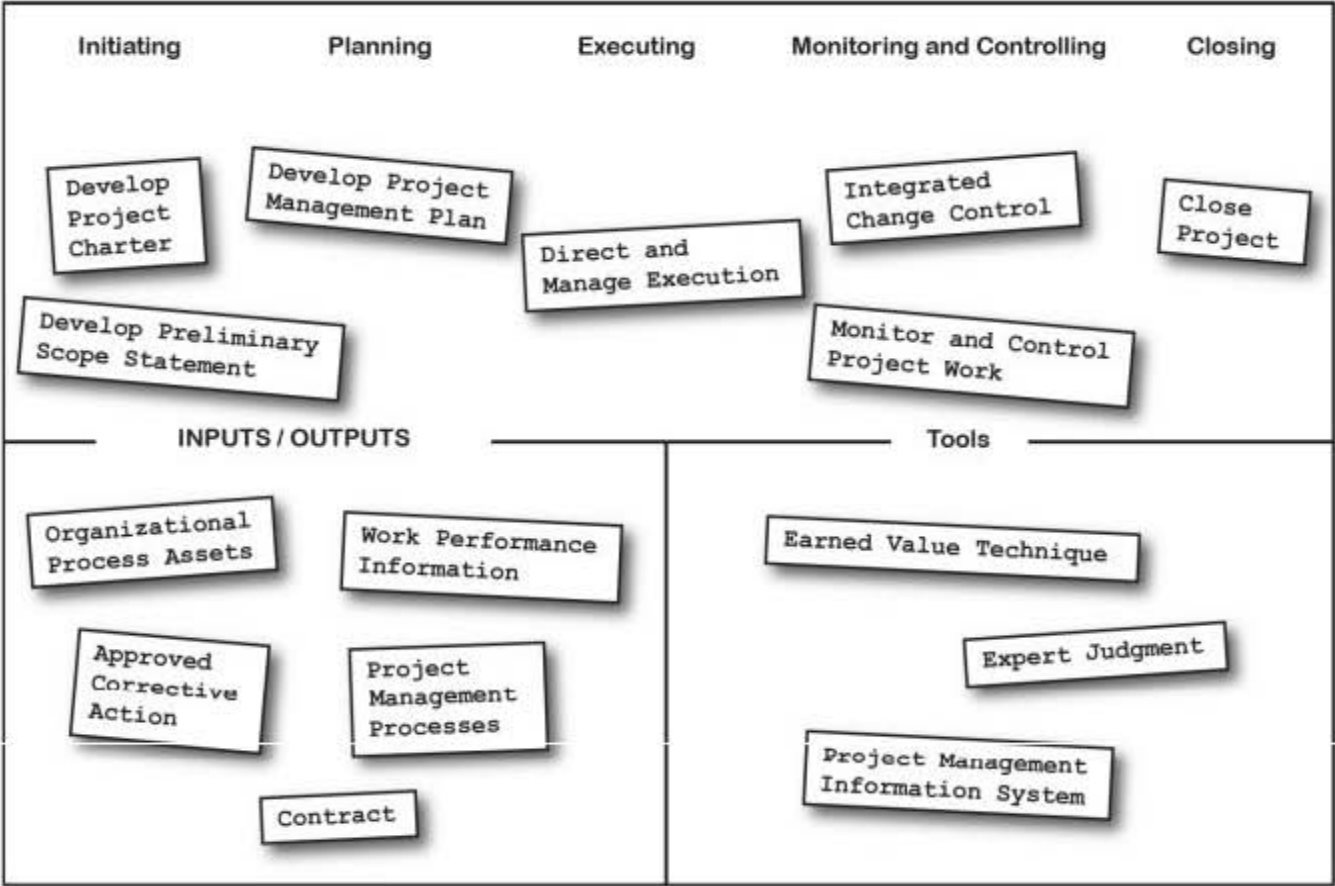 Initiating
Planning
Executing
Monitoring and Controlling
Closing
Develop
Project
Charter
Develop Project
Management Plan
Direct and
Manage Execution
Integrated
Change Control
Close
Project
Develop Preliminary
Scope Statement
Monitor and Control
Project Work
INPUTS / OUTPUTS
Organizational
Process Assets
Work Performance
Information
Approved
Corrective
Action
Project
Management
Processes
Contract
Tools
Earned Value Technique
Expert Judgment
Project Management
Information System